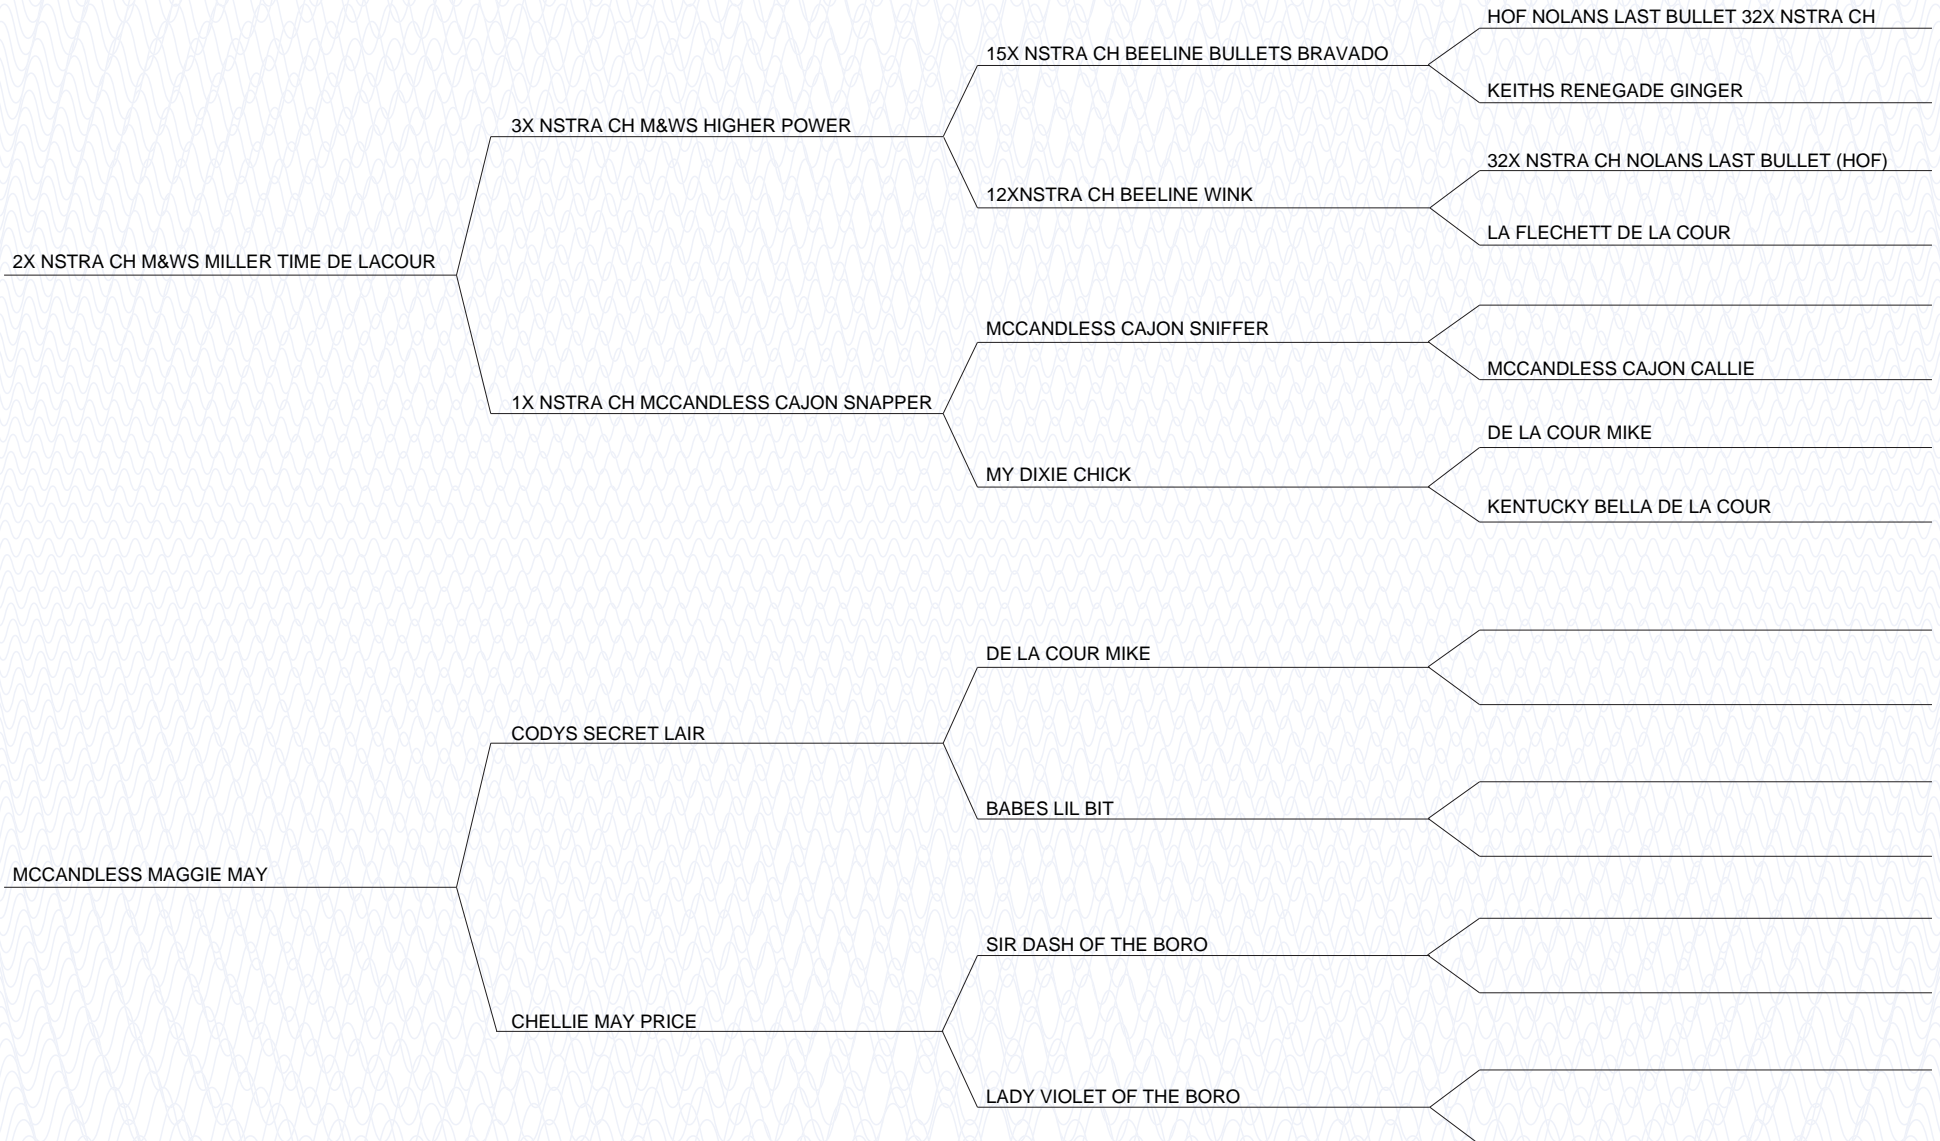 HOF NOLANS LAST BULLET 32X NSTRA CH
15X NSTRA CH BEELINE BULLETS BRAVADO
KEITHS RENEGADE GINGER
3X NSTRA CH M&WS HIGHER POWER
32X NSTRA CH NOLANS LAST BULLET (HOF)
12XNSTRA CH BEELINE WINK
LA FLECHETT DE LA COUR
2X NSTRA CH M&WS MILLER TIME DE LACOUR
MCCANDLESS CAJON SNIFFER
MCCANDLESS CAJON CALLIE
1X NSTRA CH MCCANDLESS CAJON SNAPPER
DE LA COUR MIKE
MY DIXIE CHICK
KENTUCKY BELLA DE LA COUR
DE LA COUR MIKE
CODYS SECRET LAIR
BABES LIL BIT
MCCANDLESS MAGGIE MAY
SIR DASH OF THE BORO
CHELLIE MAY PRICE
LADY VIOLET OF THE BORO